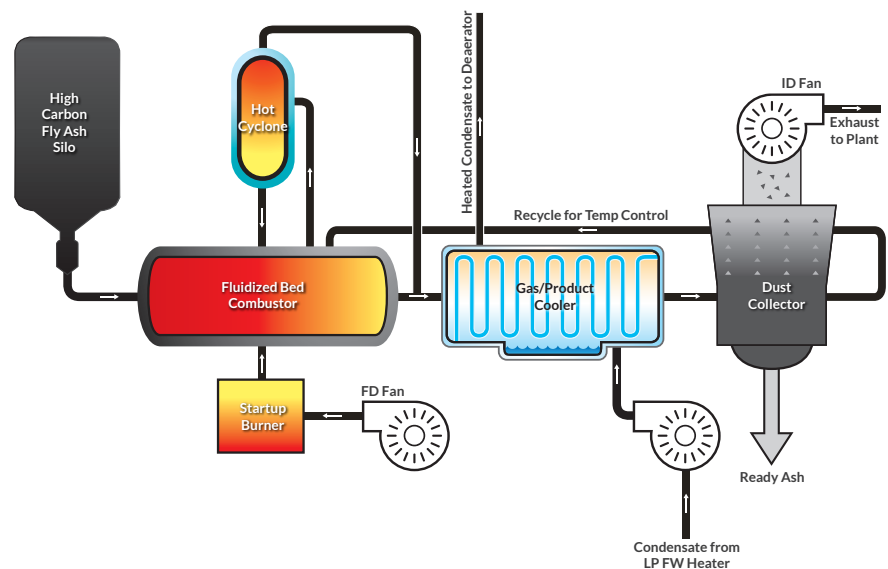 High
Carbon
Fly Ash
Silo
Hot
Cyclone
Heated Condensate to Deaerator
ID Fan
Exhaust
to Plant
Recycle for Temp Control
Fluidized Bed
Combustor
Gas/Product
Cooler
Dust
Collector
Startup
Burner
FD Fan
Ready Ash
Condensate from
LP FW Heater